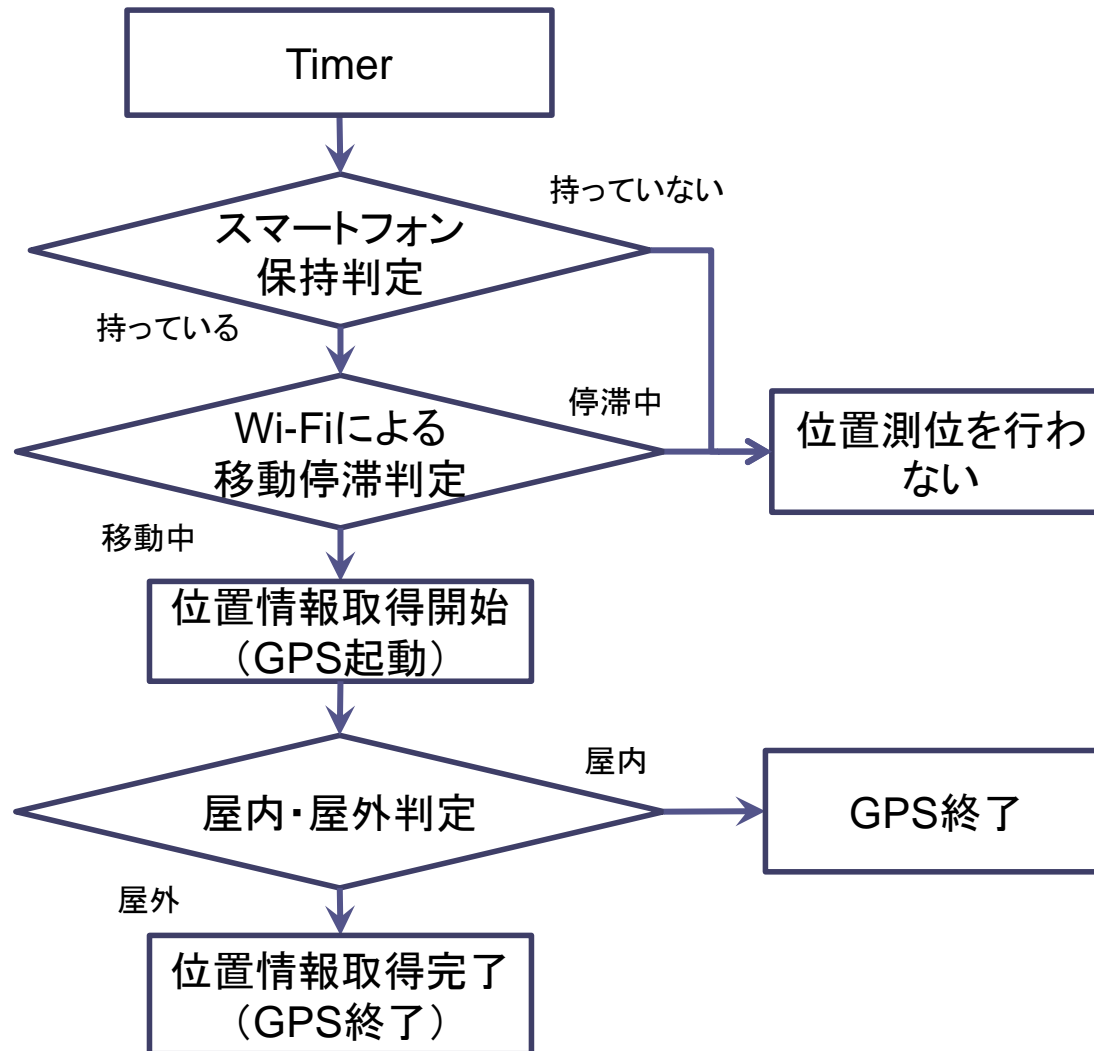 Timer
持っていない
スマートフォン
保持判定
持っている
停滞中
Wi-Fiによる
移動停滞判定
位置測位を行わ
ない
移動中
位置情報取得開始
（GPS起動）
屋内
屋内・屋外判定
GPS終了
屋外
位置情報取得完了
（GPS終了）